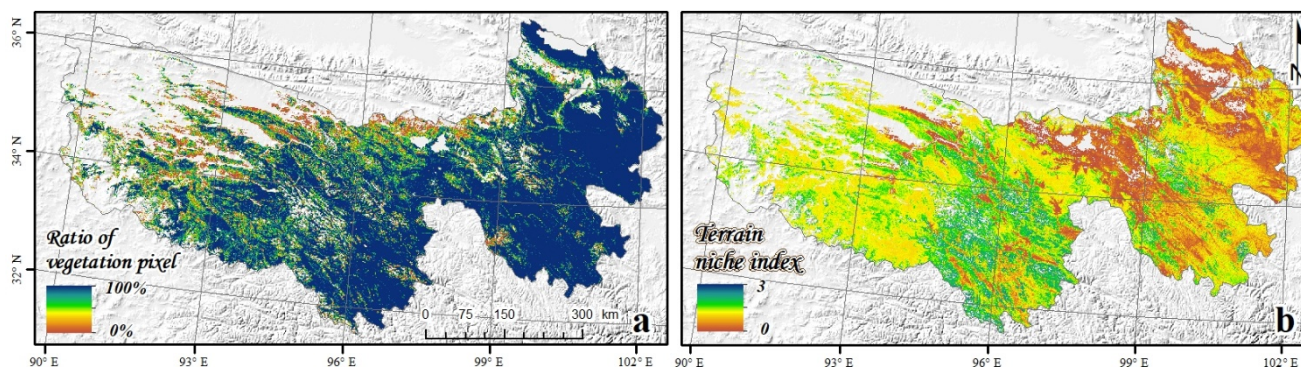 36° N
34° N
32° N
Ratio of
vegetation pixel
100%
0%
0 75 150 300 km
a
90° E 93° E 96° E 99° E 102° E
N
Terrain
niche index
3
0
b
90° E 93° E 96° E 99° E 102° E